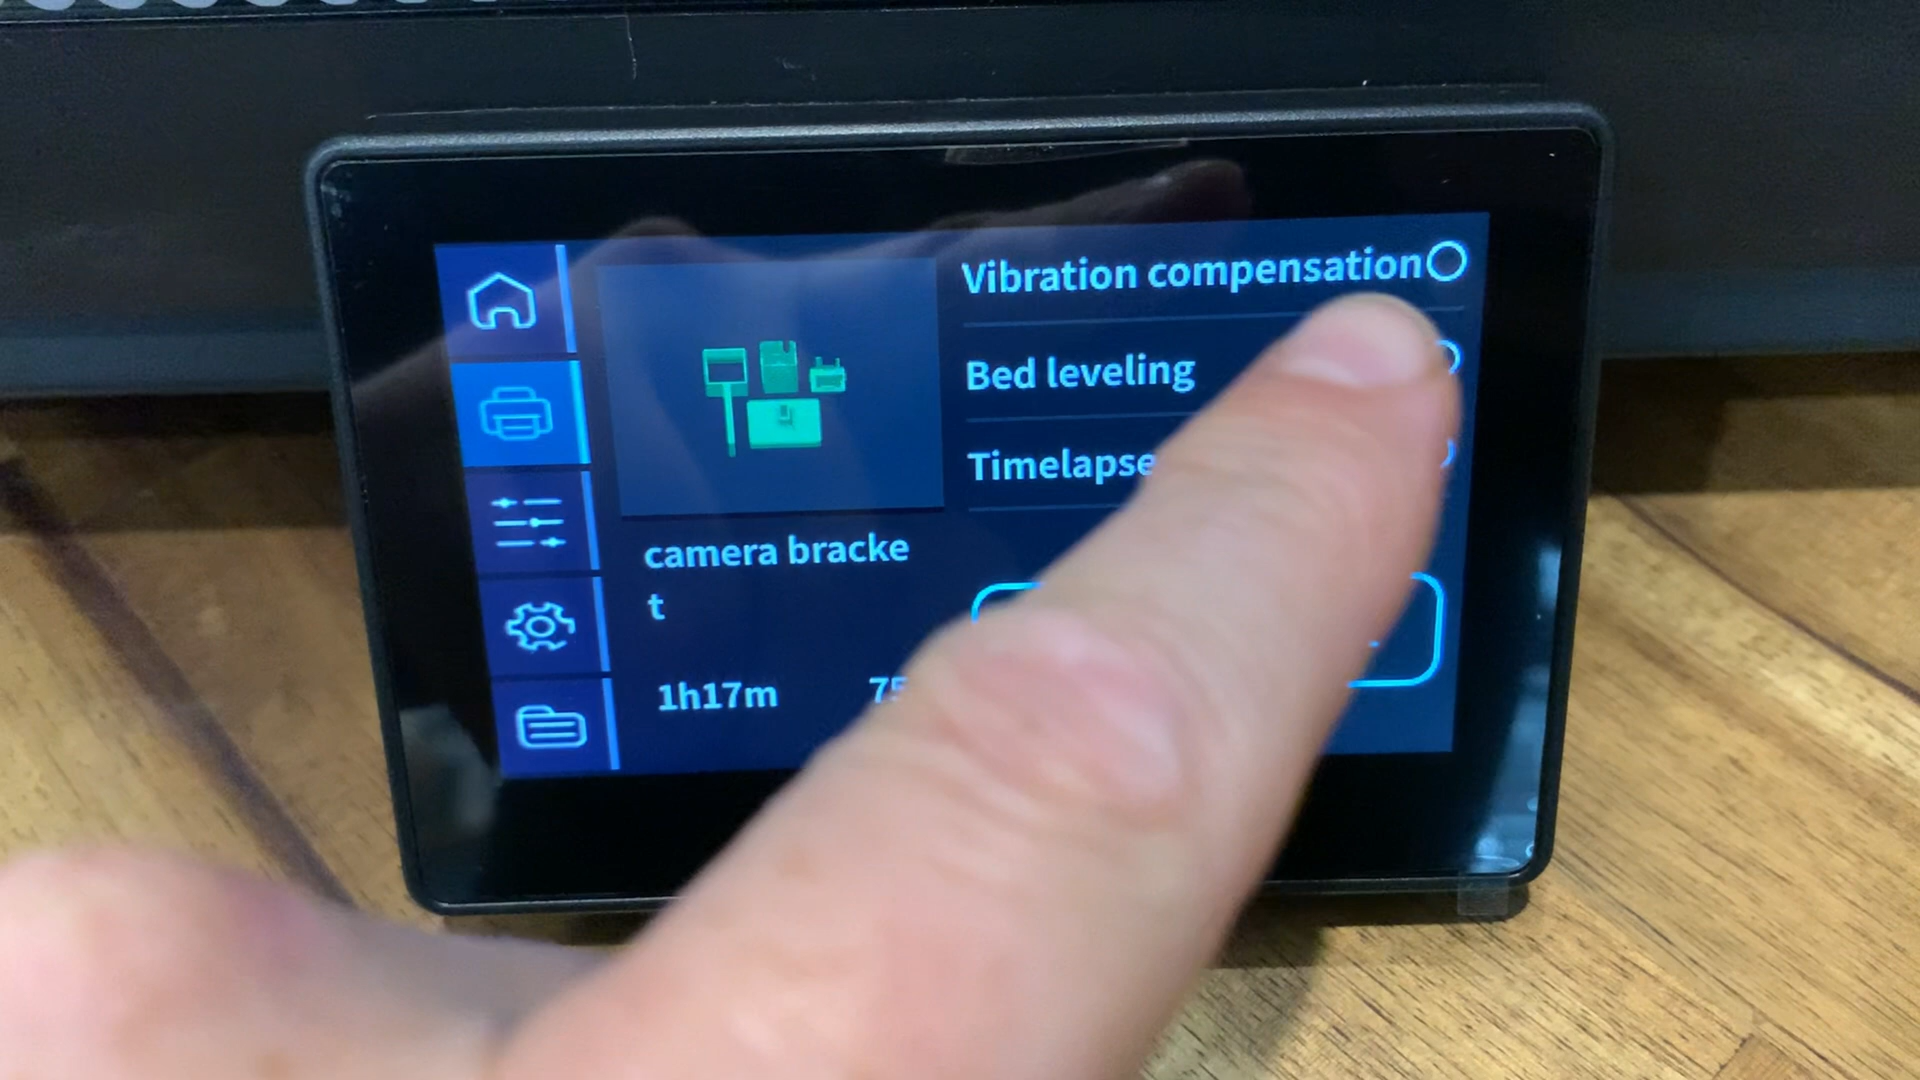 Vibration compensation
Bed leveling
Timelapse
camera bracke
t
1h17m